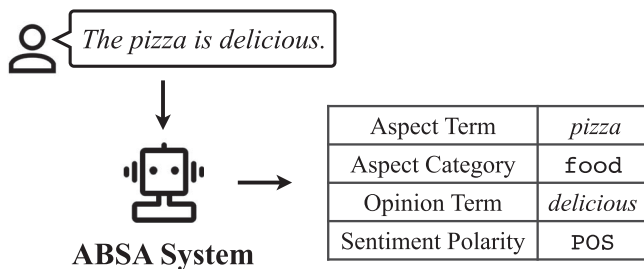 The pizza is delicious.
Aspect Term pizza
Aspect Category food
Opinion Term delicious
Sentiment Polarity POS
ABSA System